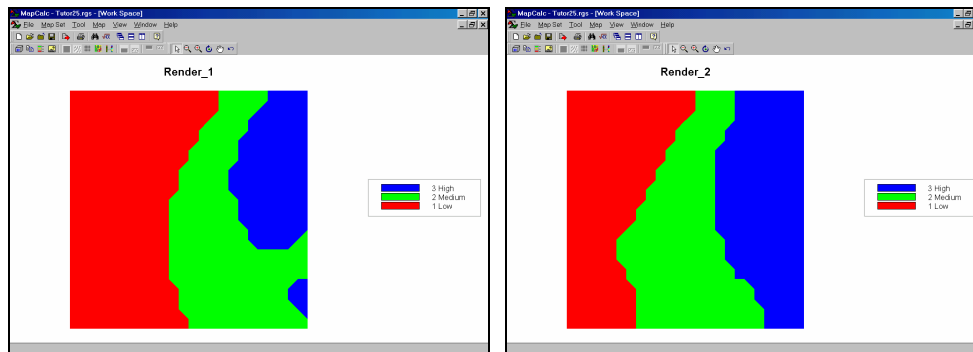 MapCalc - Tutor25.rgs - [Work Space]
File Map Set Tool Map View Window Help
Render_1
3 High
2 Medium
1 Low
MapCalc - Tutor25.rgs - [Work Space]
File Map Set Tool Map View Window Help
Render_2
3 High
2 Medium
1 Low